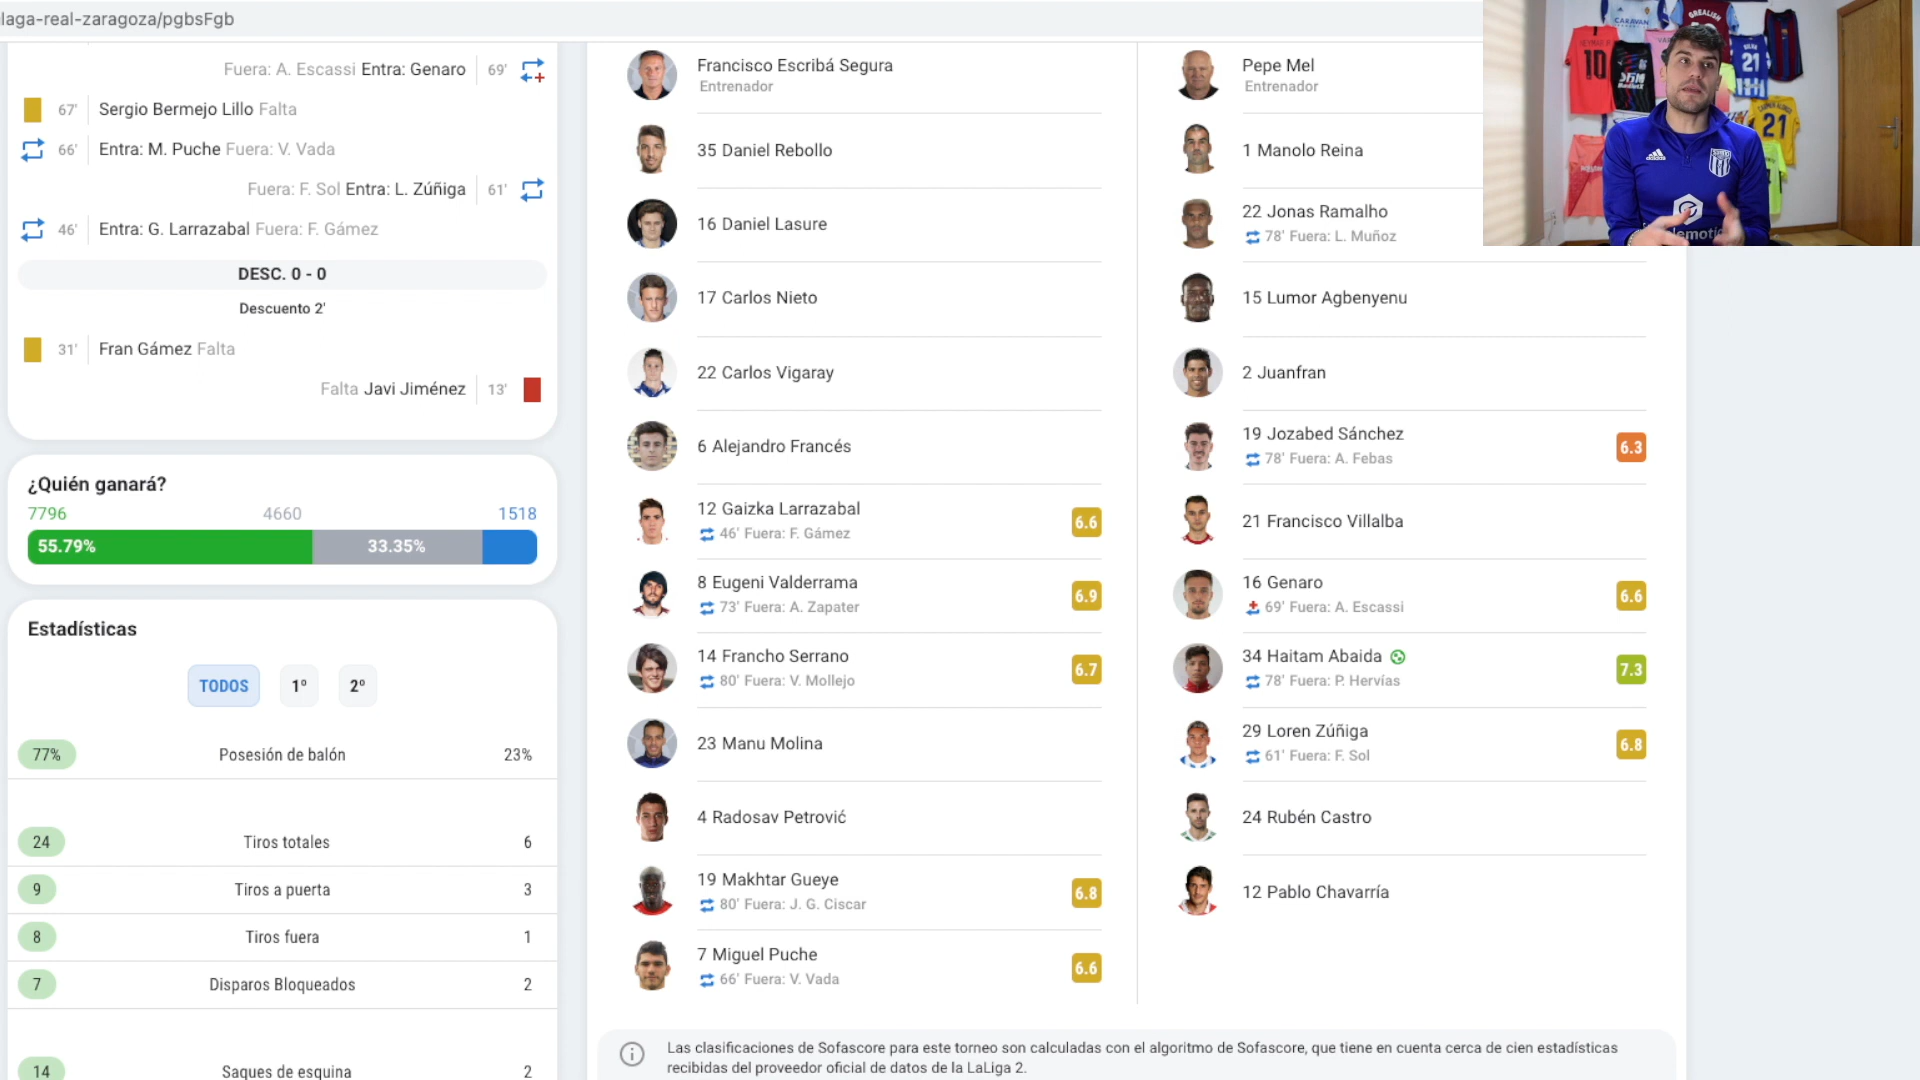 laga-real-zaragoza/pgbsFgb
Fuera: A. Escassi Entra: Genaro 69'
67' Sergio Bermejo Lillo Falta
66' Entra: M. Puche Fuera: V. Vada
Fuera: F. Sol Entra: L. Zúñiga 61'
46' Entra: G. Larrazabal Fuera: F. Gámez
DESC. 0 - 0
Descuento 2'
31' Fran Gámez Falta
Falta Javi Jiménez 13'
¿Quién ganará?
7796 4660 1518
55.79% 33.35%
Estadísticas
TODOS 1º 2º
77% Posesión de balón 23%
24 Tiros totales 6
9 Tiros a puerta 3
8 Tiros fuera 1
7 Disparos Bloqueados 2
14 Saques de esquina 2
Francisco Escribá Segura
Entrenador
35 Daniel Rebollo
16 Daniel Lasure
17 Carlos Nieto
22 Carlos Vigaray
6 Alejandro Francés
12 Gaizka Larrazabal
46' Fuera: F. Gámez
6.6
8 Eugeni Valderrama
73' Fuera: A. Zapater
6.9
14 Francho Serrano
80' Fuera: V. Mollejo
6.7
23 Manu Molina
4 Radosav Petrović
19 Makhtar Gueye
80' Fuera: J. G. Ciscar
6.8
7 Miguel Puche
66' Fuera: V. Vada
6.6
Pepe Mel
Entrenador
1 Manolo Reina
22 Jonas Ramalho
78' Fuera: L. Muñoz
15 Lumor Agbenyenu
2 Juanfran
19 Jozabed Sánchez
78' Fuera: A. Febas
6.3
21 Francisco Villalba
16 Genaro
69' Fuera: A. Escassi
6.6
34 Haitam Abaida
78' Fuera: P. Hervías
7.3
29 Loren Zúñiga
61' Fuera: F. Sol
6.8
24 Rubén Castro
12 Pablo Chavarría
Las clasificaciones de Sofascore para este torneo son calculadas con el algoritmo de Sofascore, que tiene en cuenta cerca de cien estadísticas
recibidas del proveedor oficial de datos de la LaLiga 2.
CARAVAN
GREALISH
10
21
21
adidas